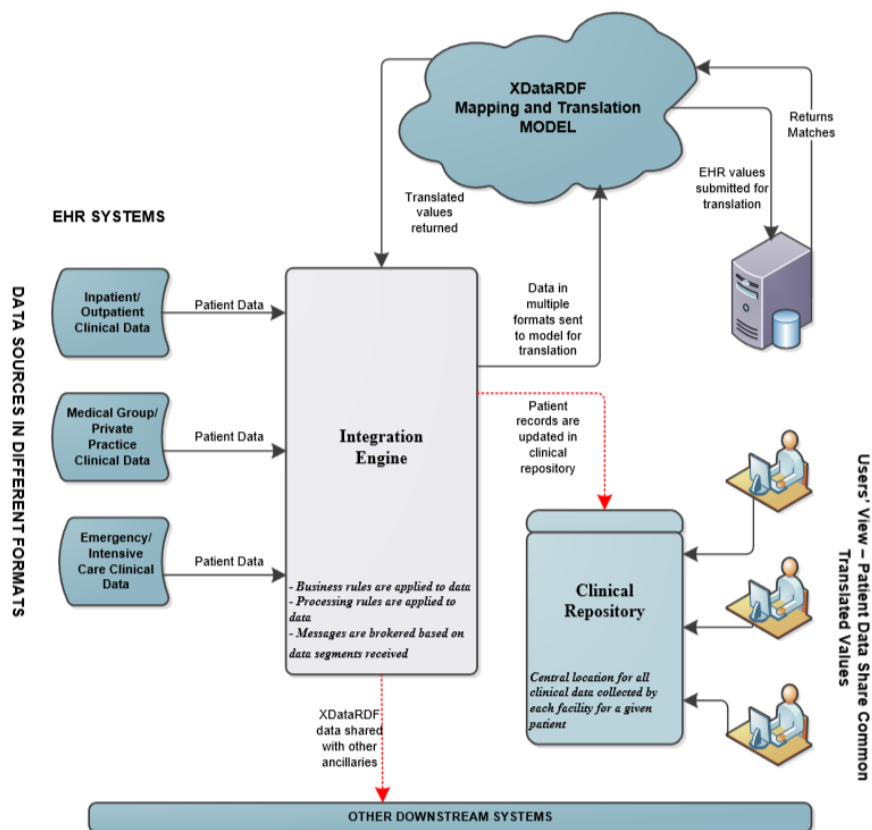 XDataRDF
Mapping and Translation
MODEL
Returns
Matches
EHR values
submitted for
translation
Translated
values
returned
EHR SYSTEMS
DATA SOURCES IN DIFFERENT FORMATS
Inpatient/
Outpatient
Clinical Data
Patient Data
Data in
multiple
formats sent
to model for
translation
Medical Group/
Private
Practice
Clinical Data
Patient Data
Integration
Engine
Patient
records are
updated in
clinical
repository
Emergency/
Intensive
Care Clinical
Data
Patient Data
- Business rules are applied to data
- Processing rules are applied to
data
- Messages are brokered based on
data segments received
Clinical
Repository
Central location for all
clinical data collected by
each facility for a given
patient
Users' View – Patient Data Share Common
Translated Values
XDataRDF
data shared
with other
ancillaries
OTHER DOWNSTREAM SYSTEMS